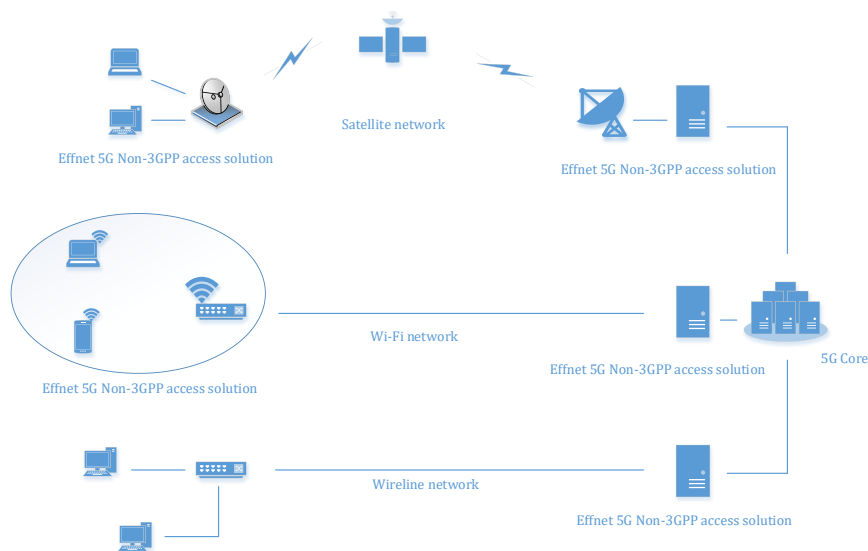 Satellite network
Effnet 5G Non-3GPP access solution
Effnet 5G Non-3GPP access solution
Wi-Fi network
5G Core
Effnet 5G Non-3GPP access solution
Effnet 5G Non-3GPP access solution
Wireline network
Effnet 5G Non-3GPP access solution